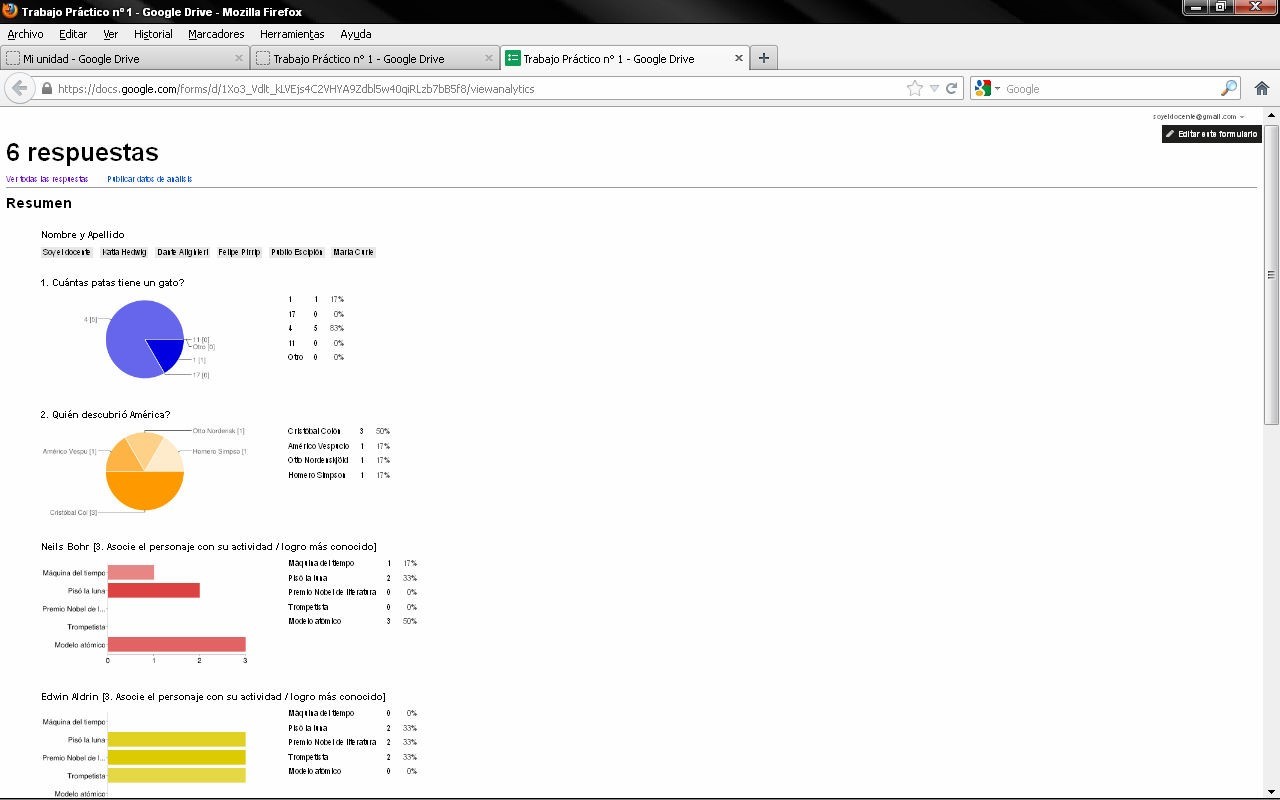 Trabajo Práctico nº 1 - Google Drive - Mozilla Firefox
Archivo Editar Ver Historial Marcadores Herramientas Ayuda
Mi unidad - Google Drive Trabajo Práctico nº 1 - Google Drive Trabajo Práctico nº 1 - Google Drive
docs.google.com/forms/d/ /viewanalytics Google
soyeldocente@gmail.com
Editar este formulario
6 respuestas
Ver todas las respuestas Publicar datos de análisis
Resumen
Nombre y Apellido
Soy el docente Katia Hedwig Dante Alighieri Felipe Pirrip Publio Escipión Maria Curie
1. Cuántas patas tiene un gato?
1 1 17%
17 0 0%
4 5 83%
11 0 0%
Otro 0 0%
4 [5]
11 [0]
Otro [0]
1 [1]
17 [0]
2. Quién descubrió América?
Otto Nordensk [1]
Américo Vespu [1]
Homero Simpso [1
Cristóbal Col [3]
Cristóbal Colón 3 50%
Américo Vespucio 1 17%
Otto Nordenskjöld 1 17%
Homero Simpson 1 17%
Neils Bohr [3. Asocie el personaje con su actividad / logro más conocido]
Máquina del tiempo
Pisó la luna
Premio Nobel de l...
Trompetista
Modelo atómico
0 1 2 3
Máquina del tiempo 1 17%
Pisó la luna 2 33%
Premio Nobel de literatura 0 0%
Trompetista 0 0%
Modelo atómico 3 50%
Edwin Aldrin [3. Asocie el personaje con su actividad / logro más conocido]
Máquina del tiempo
Pisó la luna
Premio Nobel de l...
Trompetista
Modelo atómico
Máquina del tiempo 0 0%
Pisó la luna 2 33%
Premio Nobel de literatura 2 33%
Trompetista 2 33%
Modelo atómico 0 0%